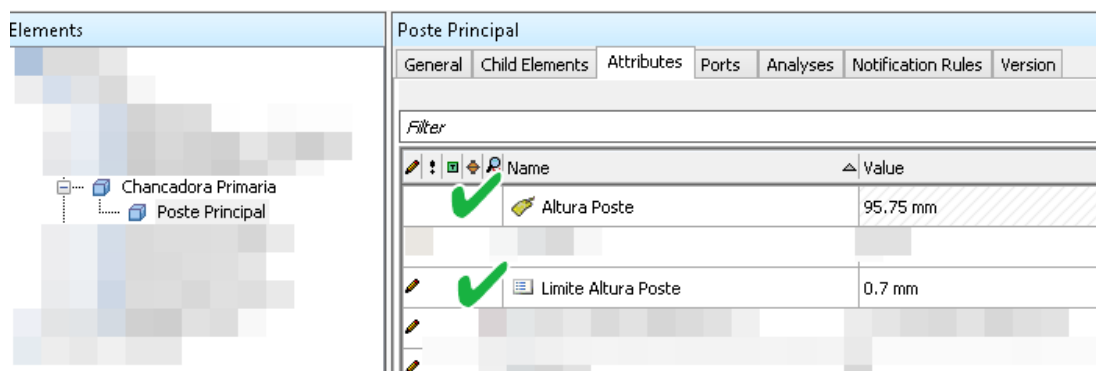 Elements
Poste Principal
General Child Elements Attributes Ports Analyses Notification Rules Version
Filter
Name Value
Chancadora Primaria
Poste Principal
Altura Poste 95.75 mm
Limite Altura Poste 0.7 mm